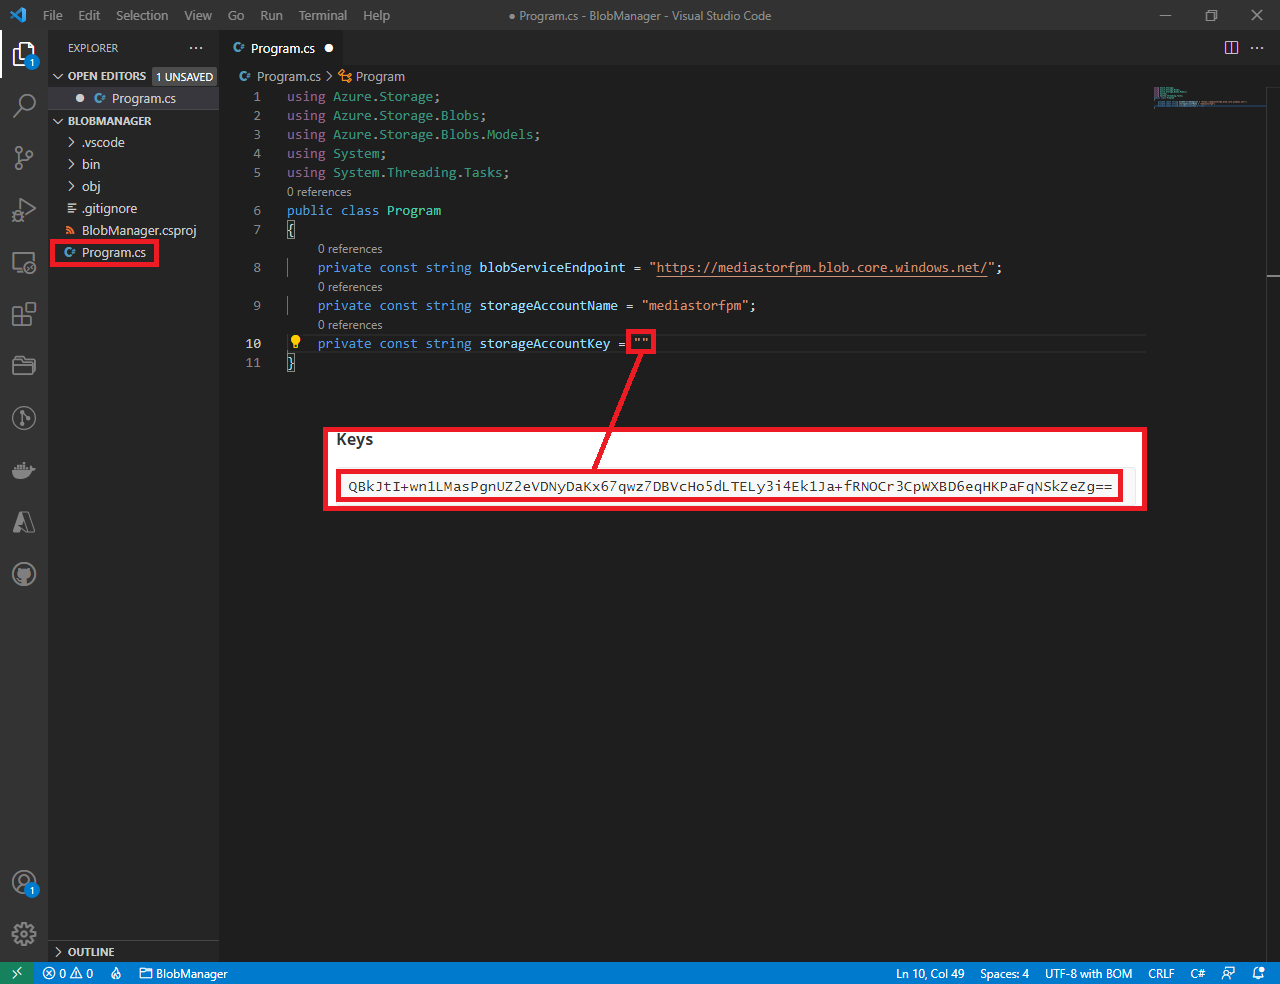 File Edit Selection View Go Run Terminal Help ● Program.cs - BlobManager - Visual Studio Code
EXPLORER ···
C# Program.cs ●
OPEN EDITORS 1 UNSAVED
● C# Program.cs
BLOBMANAGER
.vscode
bin
obj
.gitignore
BlobManager.csproj
C# Program.cs
1
1
C# Program.cs > Program
1 using Azure.Storage;
2 using Azure.Storage.Blobs;
3 using Azure.Storage.Blobs.Models;
4 using System;
5 using System.Threading.Tasks;
0 references
6 public class Program
7 {
0 references
8 private const string blobServiceEndpoint = "https://mediastorfpm.blob.core.windows.net/";
0 references
9 private const string storageAccountName = "mediastorfpm";
0 references
10 private const string storageAccountKey = ""
11 }
Keys
QBkJtI+wn1LMasPgnUZ2eVDNyDaKx67qwz7DBVcHo5dLTELy3i4Ek1Ja+fRNOCr3CpWXBD6eqHKPaFqNSkZeZg==
OUTLINE
0 0 BlobManager Ln 10, Col 49 Spaces: 4 UTF-8 with BOM CRLF C#